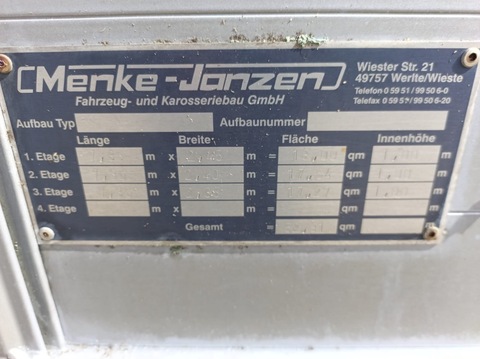 Menke-Janzen
Fahrzeug- und Karosseriebau GmbH
Wiester Str. 21
49757 Werlte/Wieste
Telefon 0 59 51/99 50 6-0
Telefax 0 59 51/99 50 6-20
Aufbau Typ Aufbaunummer
Länge Breite Fläche Innenhöhe
1. Etage m x m = qm m
2. Etage m x m = qm m
3. Etage m x m = qm m
4. Etage m x m = qm m
Gesamt = qm